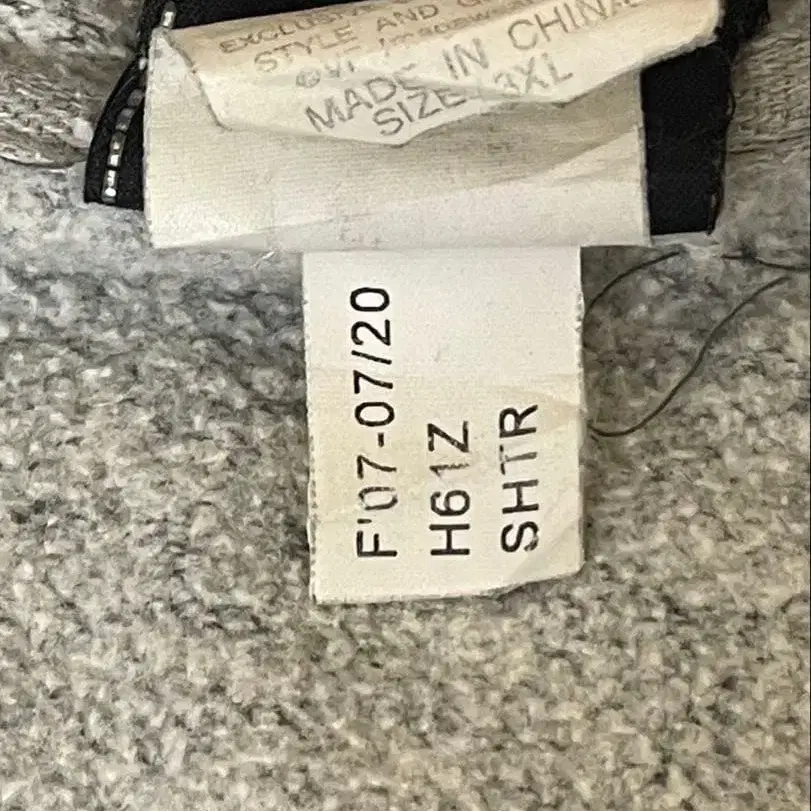 STYLE AND
MADE IN CHINA
SIZE 3XL
F'07-07/20
H61Z
SHTR